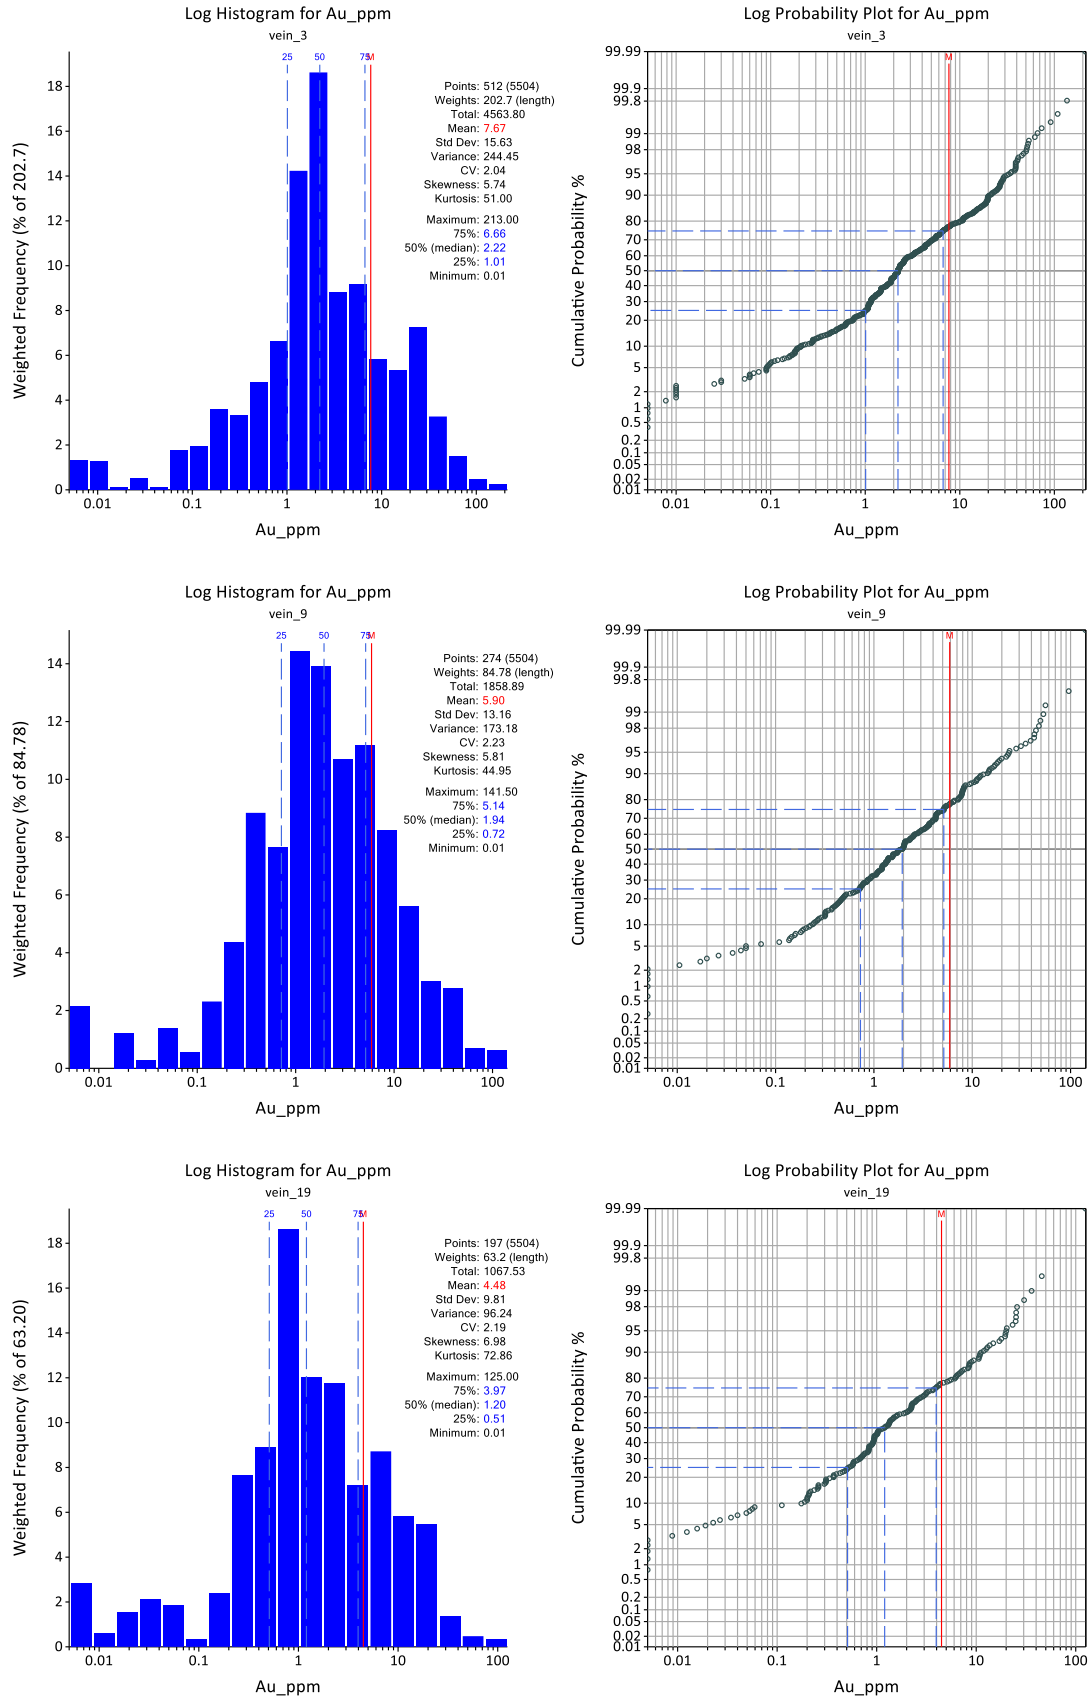 Log Histogram for Au_ppm
vein_3
25 50 75 M
Weighted Frequency (% of 202.7)
18
16
14
12
10
8
6
4
2
0
0.01 0.1 1 10 100
Au_ppm
Points: 512 (5504)
Weights: 202.7 (length)
Total: 4563.80
Mean: 7.67
Std Dev: 15.63
Variance: 244.45
CV: 2.04
Skewness: 5.74
Kurtosis: 51.00
Maximum: 213.00
75%: 6.66
50% (median): 2.22
25%: 1.01
Minimum: 0.01
Log Probability Plot for Au_ppm
vein_3
M
Cumulative Probability %
99.99
99.9
99.8
99
98
95
90
80
70
60
50
40
30
20
10
5
2
1
0.5
0.2
0.1
0.05
0.02
0.01
0.01 0.1 1 10 100
Au_ppm
Log Histogram for Au_ppm
vein_9
25 50 75 M
Weighted Frequency (% of 84.78)
14
12
10
8
6
4
2
0
0.01 0.1 1 10 100
Au_ppm
Points: 274 (5504)
Weights: 84.78 (length)
Total: 1858.89
Mean: 5.90
Std Dev: 13.16
Variance: 173.18
CV: 2.23
Skewness: 5.81
Kurtosis: 44.95
Maximum: 141.50
75%: 5.14
50% (median): 1.94
25%: 0.72
Minimum: 0.01
Log Probability Plot for Au_ppm
vein_9
M
Cumulative Probability %
99.99
99.9
99.8
99
98
95
90
80
70
60
50
40
30
20
10
5
2
1
0.5
0.2
0.1
0.05
0.02
0.01
0.01 0.1 1 10 100
Au_ppm
Log Histogram for Au_ppm
vein_19
25 50 75 M
Weighted Frequency (% of 63.20)
18
16
14
12
10
8
6
4
2
0
0.01 0.1 1 10 100
Au_ppm
Points: 197 (5504)
Weights: 63.2 (length)
Total: 1067.53
Mean: 4.48
Std Dev: 9.81
Variance: 96.24
CV: 2.19
Skewness: 6.98
Kurtosis: 72.86
Maximum: 125.00
75%: 3.97
50% (median): 1.20
25%: 0.51
Minimum: 0.01
Log Probability Plot for Au_ppm
vein_19
M
Cumulative Probability %
99.99
99.9
99.8
99
98
95
90
80
70
60
50
40
30
20
10
5
2
1
0.5
0.2
0.1
0.05
0.02
0.01
0.01 0.1 1 10 100
Au_ppm